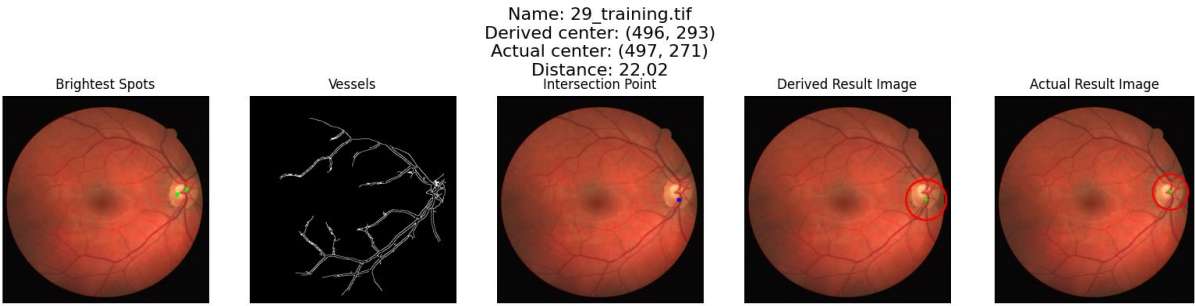 Name: 29_training.tif
Derived center: (496, 293)
Actual center: (497, 271)
Distance: 22.02
Brightest Spots
Vessels
Intersection Point
Derived Result Image
Actual Result Image